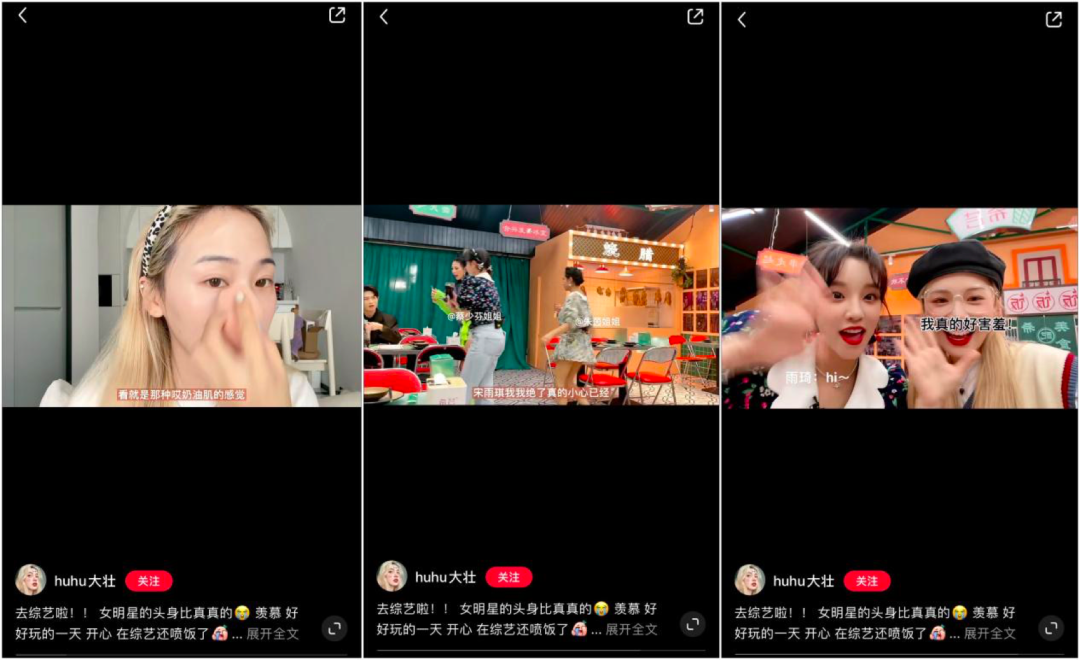 看就是那种哎奶油肌的感觉
huhu大壮
关注
去综艺啦！！ 女明星的头身比真真的😭 羡慕 好
好玩的一天 开心 在综艺还喷饭了 ... 展开全文
燒腊
@蔡少芬姐姐
@朱茵姐姐
宋雨琪我我绝了真的小心已经
huhu大壮
关注
去综艺啦！！ 女明星的头身比真真的😭 羡慕 好
好玩的一天 开心 在综艺还喷饭了 ... 展开全文
我真的好害羞！
雨琦：hi～
huhu大壮
关注
去综艺啦！！ 女明星的头身比真真的😭 羡慕 好
好玩的一天 开心 在综艺还喷饭了 ... 展开全文